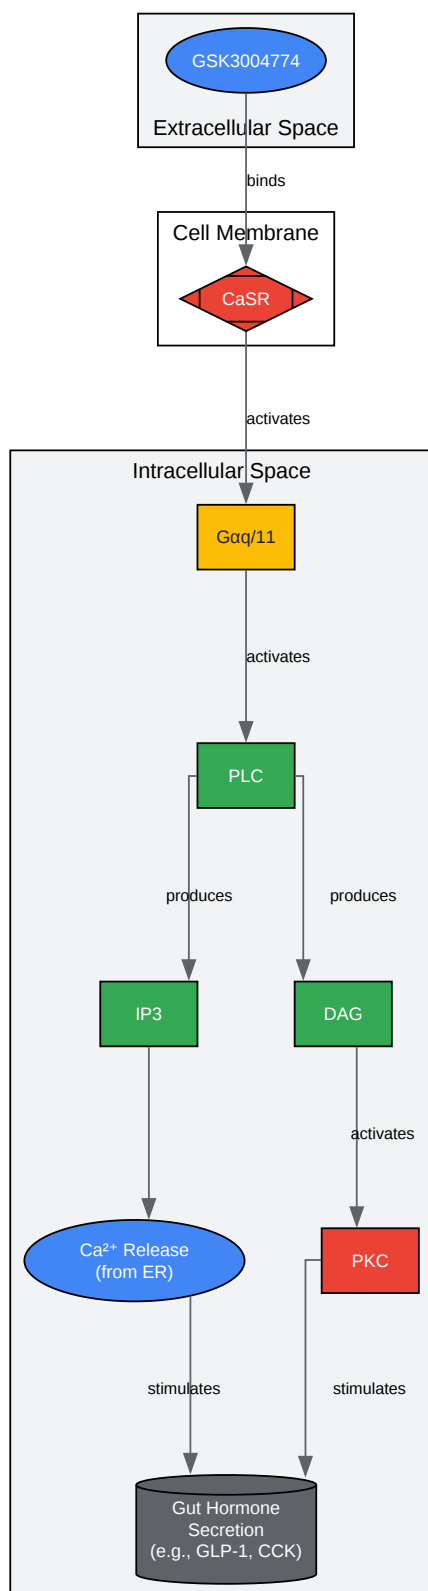 GSK3004774
Extracellular Space
binds
Cell Membrane
CaSR
activates
Intracellular Space
Gαq/11
activates
PLC
produces
produces
IP3
DAG
activates
Ca²⁺ Release
(from ER)
PKC
stimulates
stimulates
Gut Hormone
Secretion
(e.g., GLP-1, CCK)